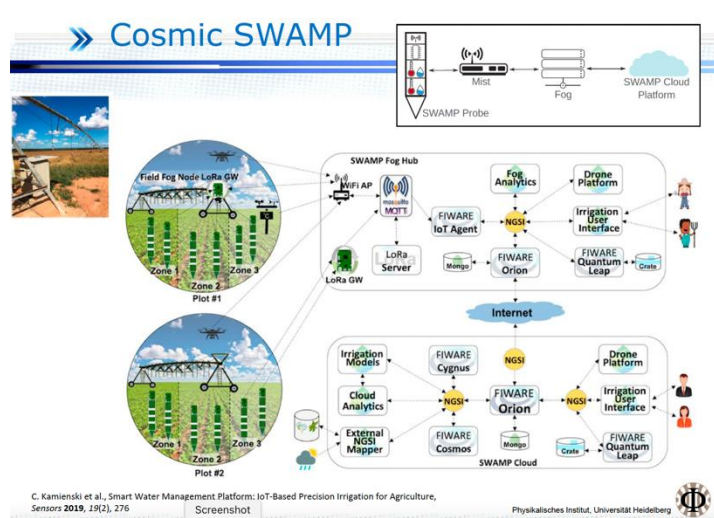 Cosmic SWAMP
Mist
Fog
SWAMP Cloud
Platform
SWAMP Probe
SWAMP Fog Hub
Field Fog Node LoRa GW
WiFi AP
mosquitto
MQTT
Fog
Analytics
Drone
Platform
FIWARE
IoT Agent
NGSI
Irrigation
User
Interface
LoRa
Server
LoRa GW
Mongo
FIWARE
Orion
FIWARE
Quantum
Leap
Crate
Zone 1
Zone 2
Zone 3
Plot #1
Internet
Irrigation
Models
FIWARE
Cygnus
NGSI
Drone
Platform
Cloud
Analytics
NGSI
FIWARE
Orion
NGSI
Irrigation
User
Interface
External
NGSI
Mapper
FIWARE
Cosmos
Mongo
Crate
FIWARE
Quantum
Leap
SWAMP Cloud
Zone 1
Zone 2
Zone 3
Plot #2
C. Kamienski et al., Smart Water Management Platform: IoT-Based Precision Irrigation for Agriculture,
Sensors 2019, 19(2), 276
Screenshot
Physikalisches Institut, Universität Heidelberg